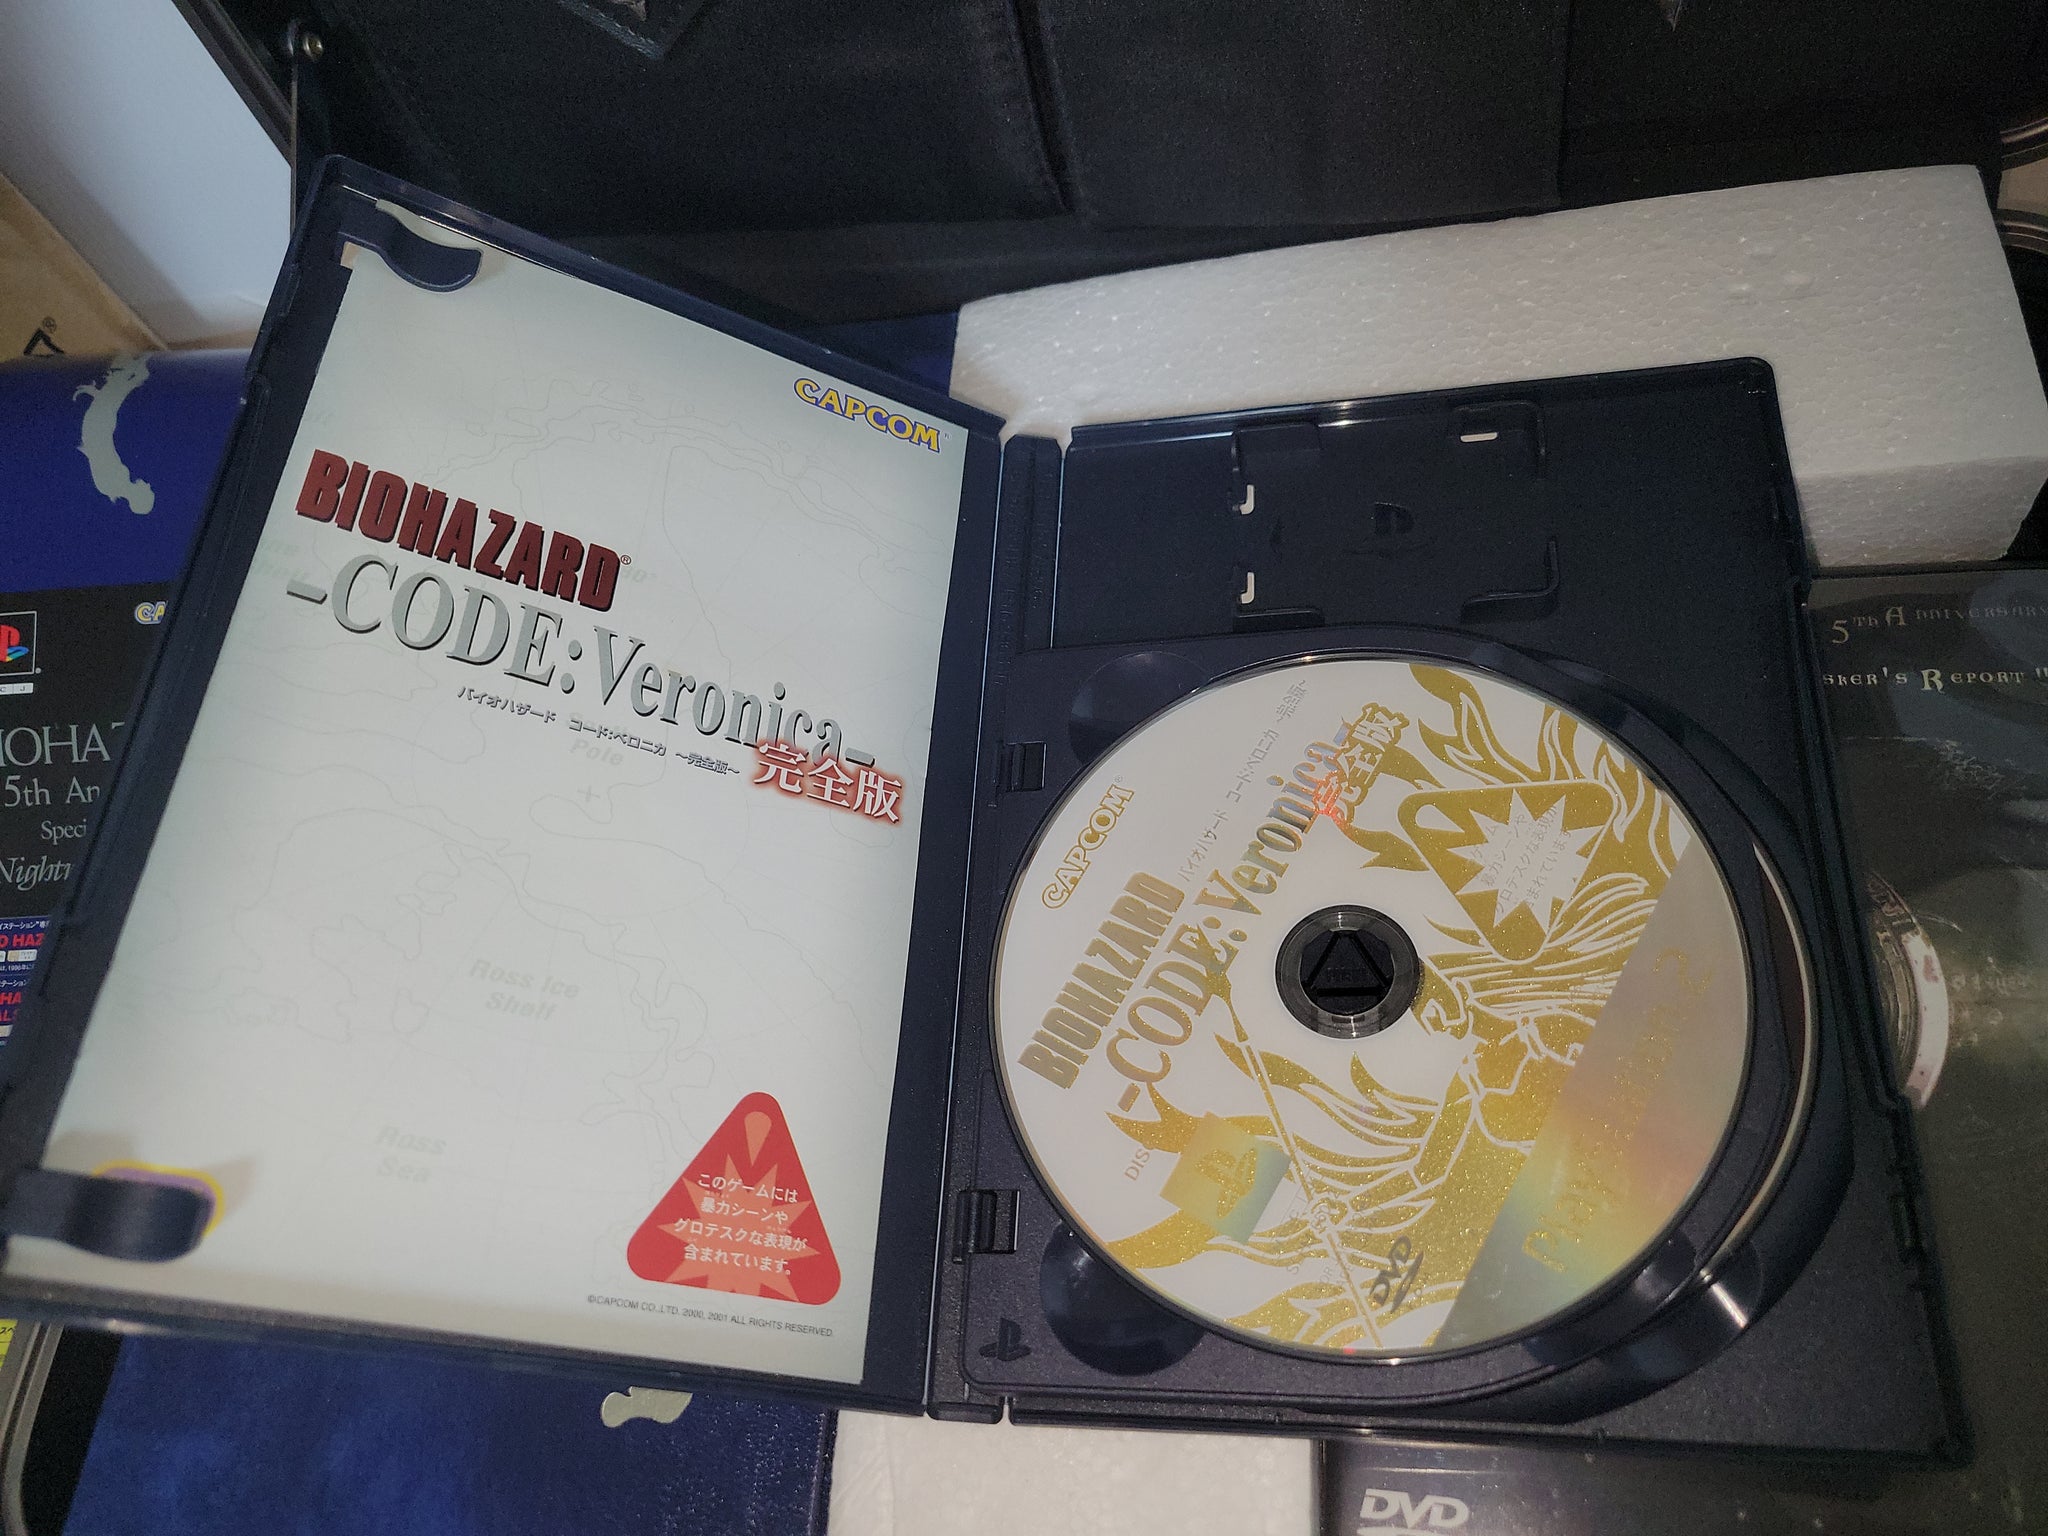 CAPCOM
BIOHAZARD®
-CODE:Veronica-
バイオハザード コード:ベロニカ ～完全版～
完全版
Pole
Ross Ice
Shelf
Ross
Sea
このゲームには
暴力シーンや
グロテスクな表現が
含まれています。
©CAPCOM CO.,LTD. 2000, 2001 ALL RIGHTS RESERVED.
CAPCOM®
バイオハザード コード:ベロニカ ～完全版～
BIOHAZARD
-CODE:Veronica-
完全版
PlayStation 2
DVD
5th Anniversary
Report II
DVD
5th An